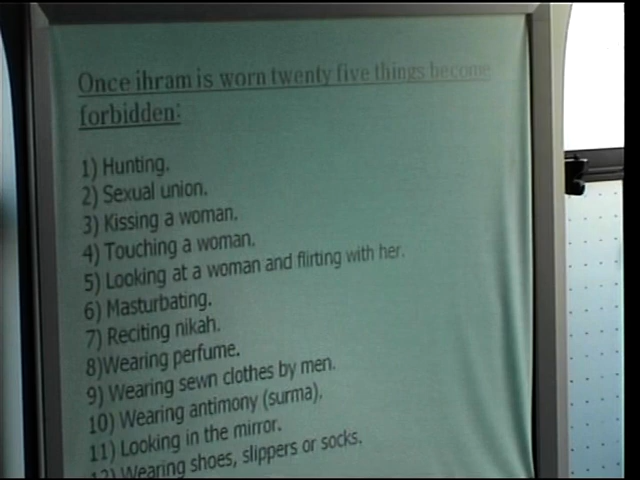 Once ihram is worn twenty five things become
forbidden:
1) Hunting.
2) Sexual union.
3) Kissing a woman.
4) Touching a woman.
5) Looking at a woman and flirting with her.
6) Masturbating.
7) Reciting nikah.
8)Wearing perfume.
9) Wearing sewn clothes by men.
10) Wearing antimony (surma).
11) Looking in the mirror.
12) Wearing shoes, slippers or socks.